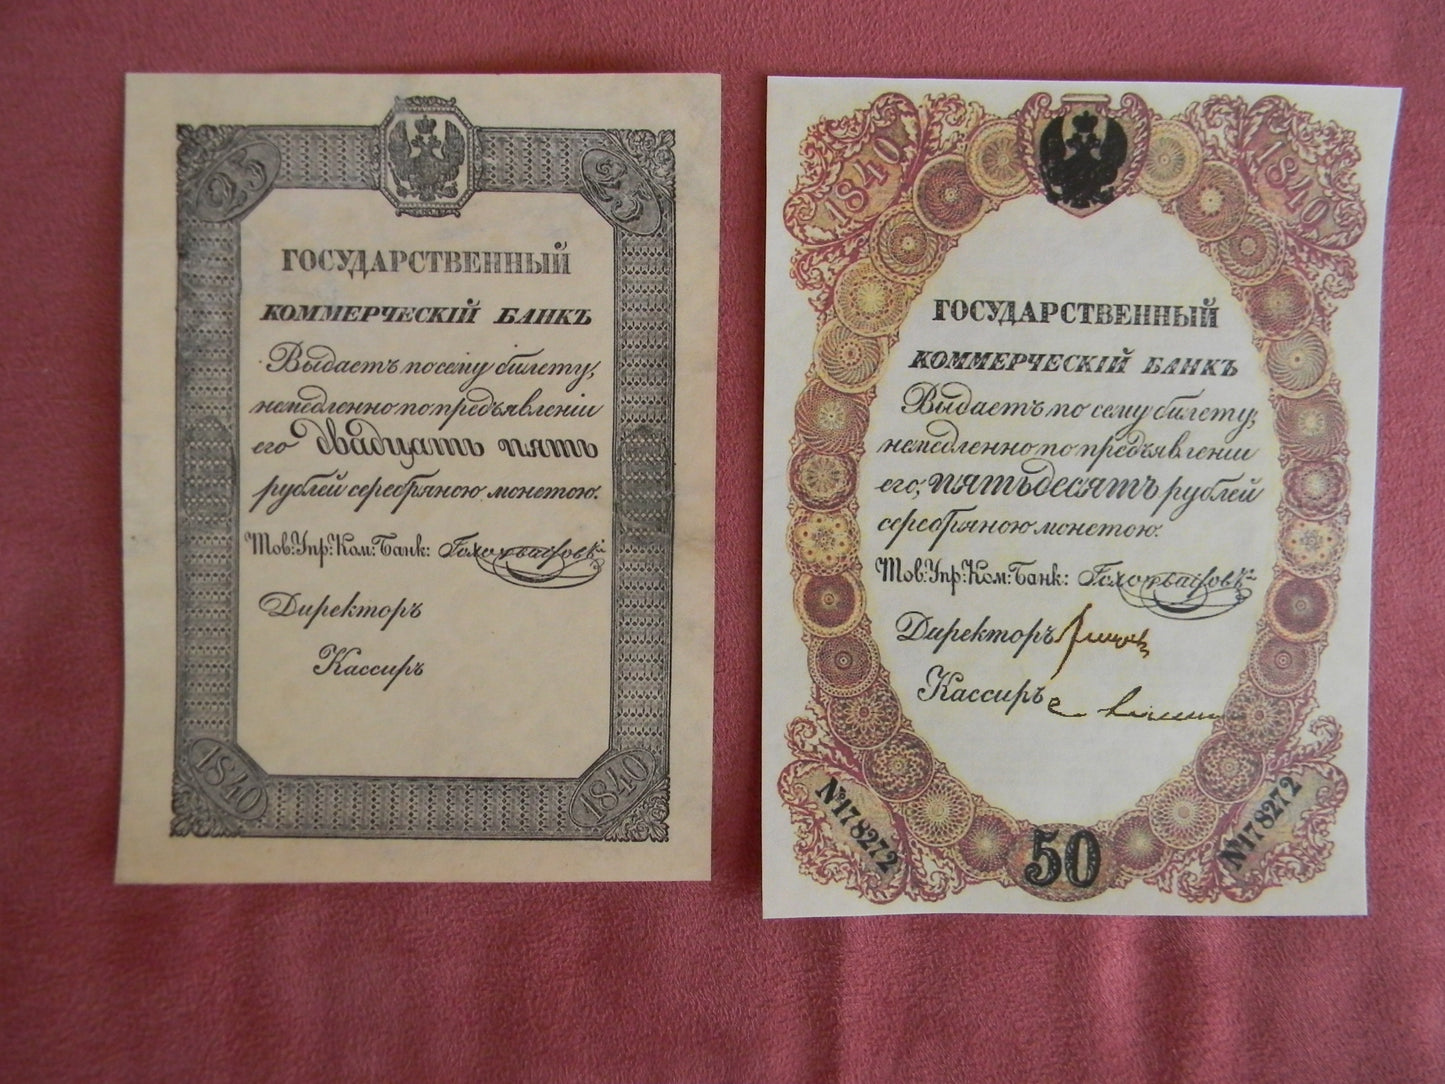 25 25
ГОСУДАРСТВЕННЫЙ
КОММЕРЧЕСКІЙ БАНКЪ
Выдаетъ по сему билету,
немедленно по предъявленіи
его двадцать пять
рублей серебряною монетою.
Тов: Упр: Ком: Банк:
Директоръ
Кассиръ
1840 1840
1840 1840
ГОСУДАРСТВЕННЫЙ
КОММЕРЧЕСКІЙ БАНКЪ
Выдаетъ по сему билету,
немедленно по предъявленіи
его, пятьдесятъ рублей
серебряною монетою.
Тов: Упр: Ком: Банк:
Директоръ
Кассиръ
№178272 №178272
50